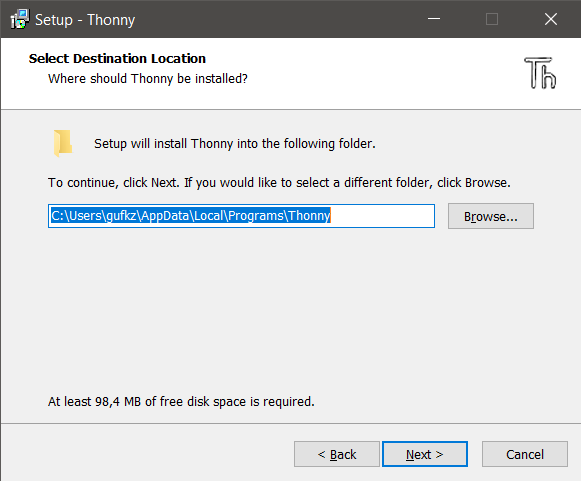 Setup - Thonny
Select Destination Location
Where should Thonny be installed?
Th
Setup will install Thonny into the following folder.
To continue, click Next. If you would like to select a different folder, click Browse.
C:\Users\gufkz\AppData\Local\Programs\Thonny
Browse...
At least 98,4 MB of free disk space is required.
< Back
Next >
Cancel